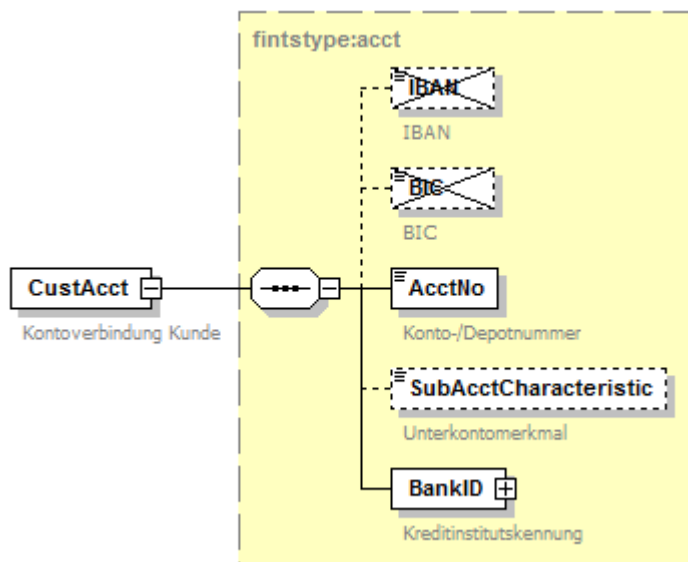 fintstype:acct
IBAN
IBAN
BIC
BIC
CustAcct
Kontoverbindung Kunde
AcctNo
Konto-/Depotnummer
SubAcctCharacteristic
Unterkontomerkmal
BankID
Kreditinstitutskennung